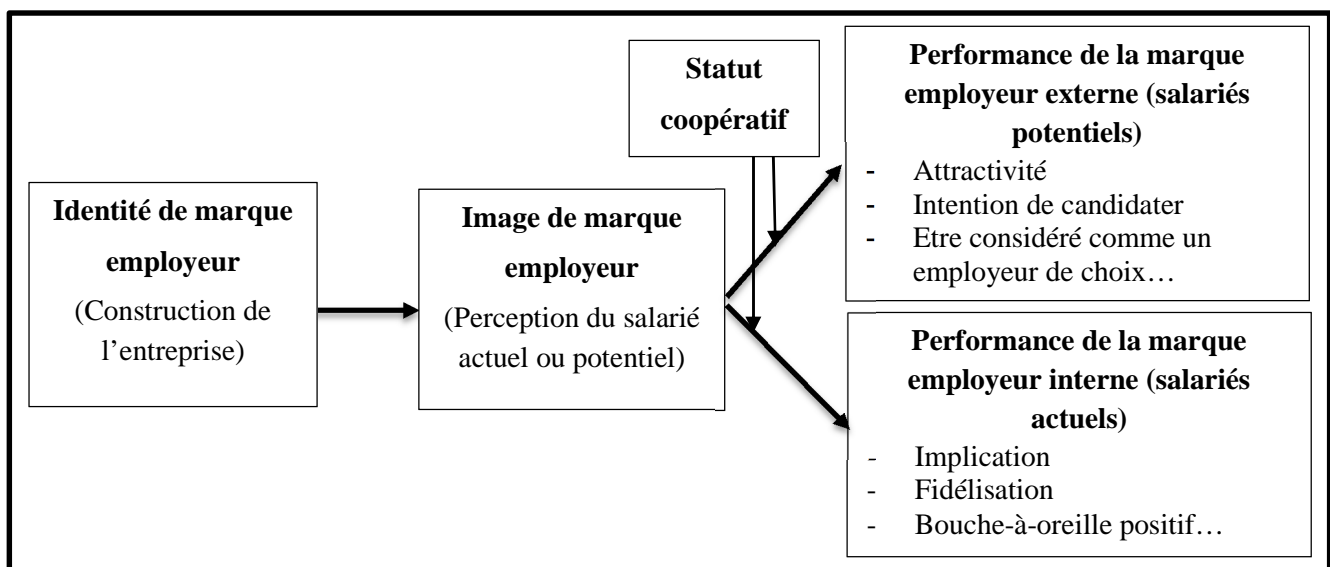 Identité de marque
employeur
(Construction de
l’entreprise)
Image de marque
employeur
(Perception du salarié
actuel ou potentiel)
Statut
coopératif
Performance de la marque
employeur externe (salariés
potentiels)
- Attractivité
- Intention de candidater
- Etre considéré comme un
employeur de choix…
Performance de la marque
employeur interne (salariés
actuels)
- Implication
- Fidélisation
- Bouche-à-oreille positif…